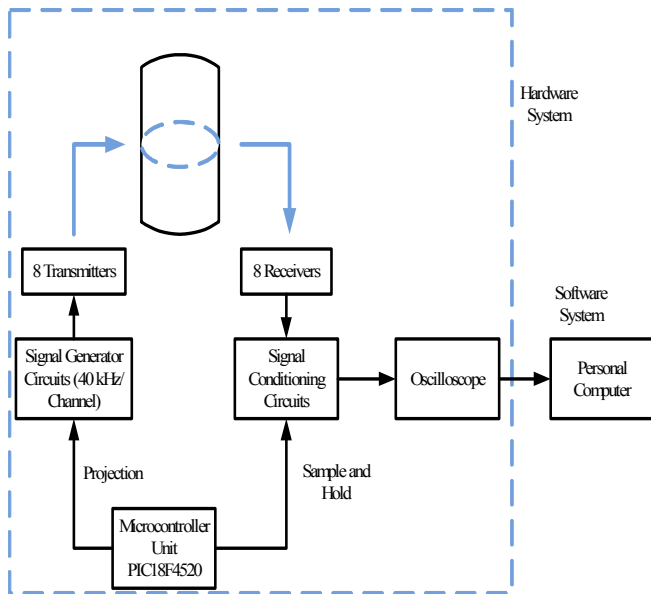 Hardware
System
8 Transmitters
8 Receivers
Software
System
Signal Generator
Circuits (40 kHz/
Channel)
Signal
Conditioning
Circuits
Oscilloscope
Personal
Computer
Projection
Sample and
Hold
Microcontroller
Unit
PIC18F4520